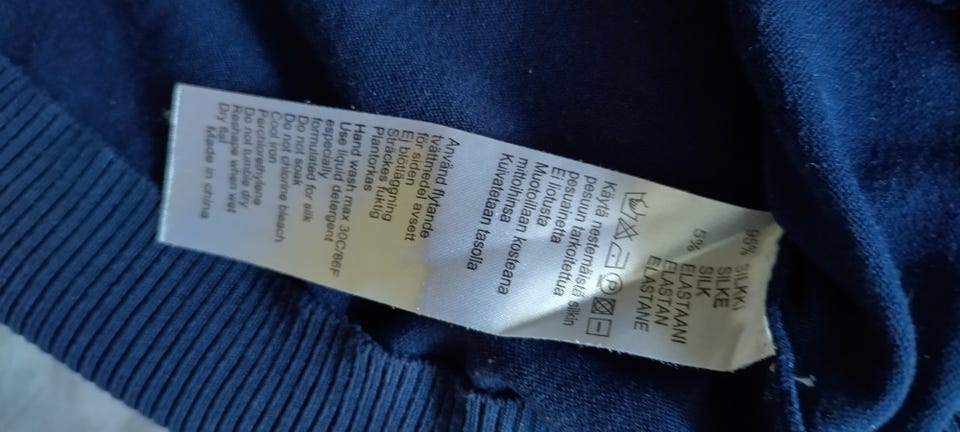 95% SILKKI
SILKE
SILK
5% ELASTAANI
ELASTAN
ELASTANE
P
Käytä nestemäistä silkin
pesuun tarkoitettua
pesuainetta
Ei liotusta
Muotoillaan kosteana
mittoihinsa
Kuivatetaan tasolla
Använd flytande
tvättmedel avsett
för siden
Ej blötläggning
Sträckes fuktig
Plantorkas
Hand wash max 30C/86F
Use liquid detergent
especially
formulated for silk
Do not soak
Do not chlorine bleach
Cool iron
Perchlorethylene
Do not tumble dry
Reshape when wet
Dry flat
Made in china